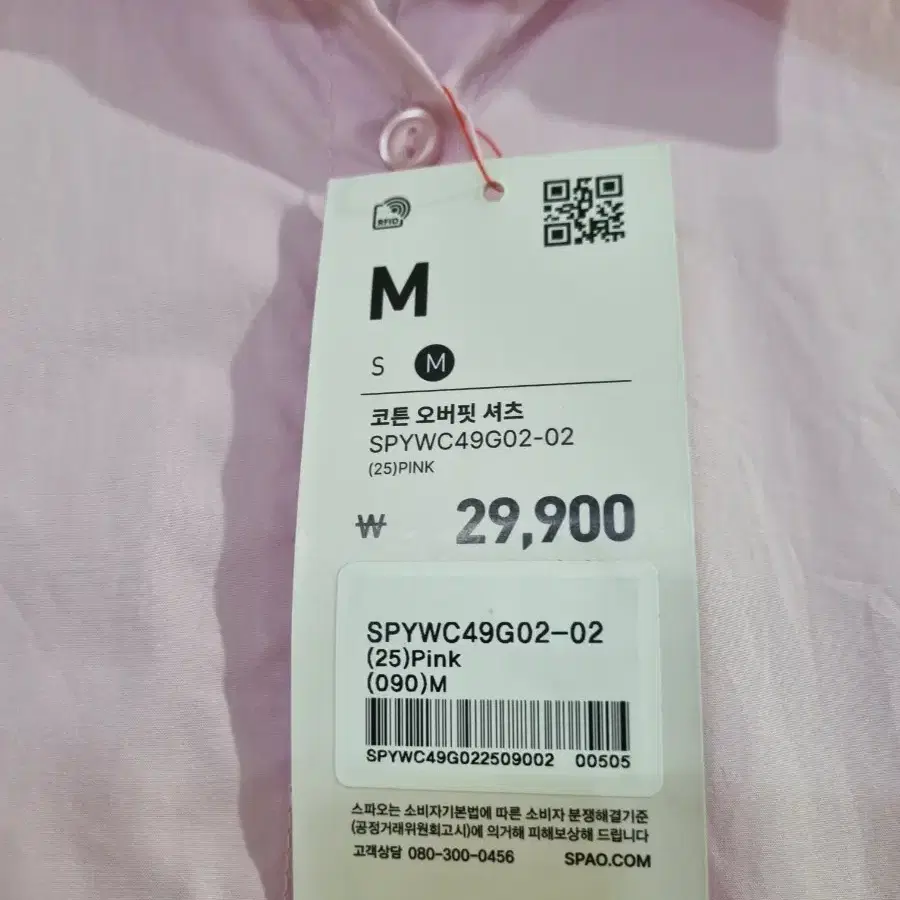 RFID
M
S M
코튼 오버핏 셔츠
SPYWC49G02-02
(25)PINK
₩ 29,900
SPYWC49G02-02
(25)Pink
(090)M
SPYWC49G022509002 00505
스파오는 소비자기본법에 따른 소비자 분쟁해결기준
(공정거래위원회고시)에 의거해 피해보상해 드립니다
고객상담 080-300-0456 SPAO.COM